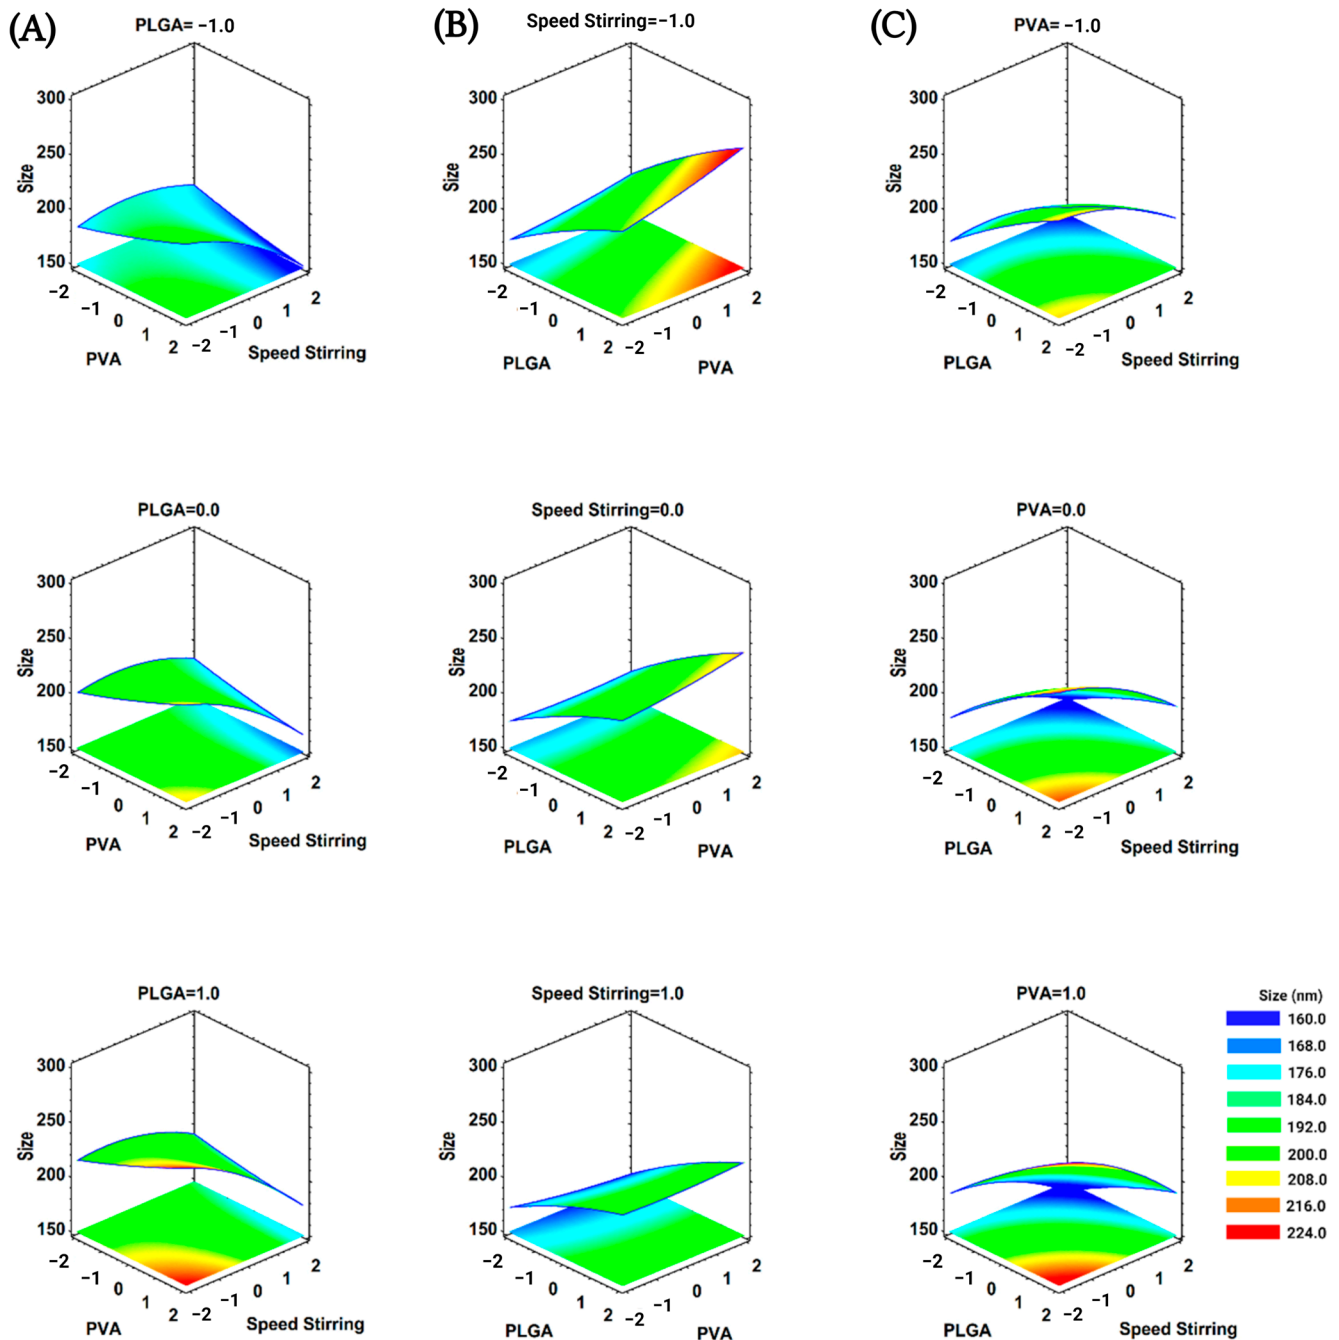 (A) (B) (C)
PLGA= −1.0 Speed Stirring=−1.0 PVA= −1.0
300 300 300
250 250 250
Size Size Size
200 200 200
150 150 150
−2 −1 0 1 2 −2 −1 0 1 2
PVA Speed Stirring
−2 −1 0 1 2 −2 −1 0 1 2
PLGA PVA
−2 −1 0 1 2 −2 −1 0 1 2
PLGA Speed Stirring
PLGA=0.0 Speed Stirring=0.0 PVA=0.0
300 300 300
250 250 250
Size Size Size
200 200 200
150 150 150
−2 −1 0 1 2 −2 −1 0 1 2
PVA Speed Stirring
−2 −1 0 1 2 −2 −1 0 1 2
PLGA PVA
−2 −1 0 1 2 −2 −1 0 1 2
PLGA Speed Stirring
PLGA=1.0 Speed Stirring=1.0 PVA=1.0
300 300 300
250 250 250
Size Size Size
200 200 200
150 150 150
−2 −1 0 1 2 −2 −1 0 1 2
PVA Speed Stirring
−2 −1 0 1 2 −2 −1 0 1 2
PLGA PVA
−2 −1 0 1 2 −2 −1 0 1 2
PLGA Speed Stirring
Size (nm)
160.0
168.0
176.0
184.0
192.0
200.0
208.0
216.0
224.0